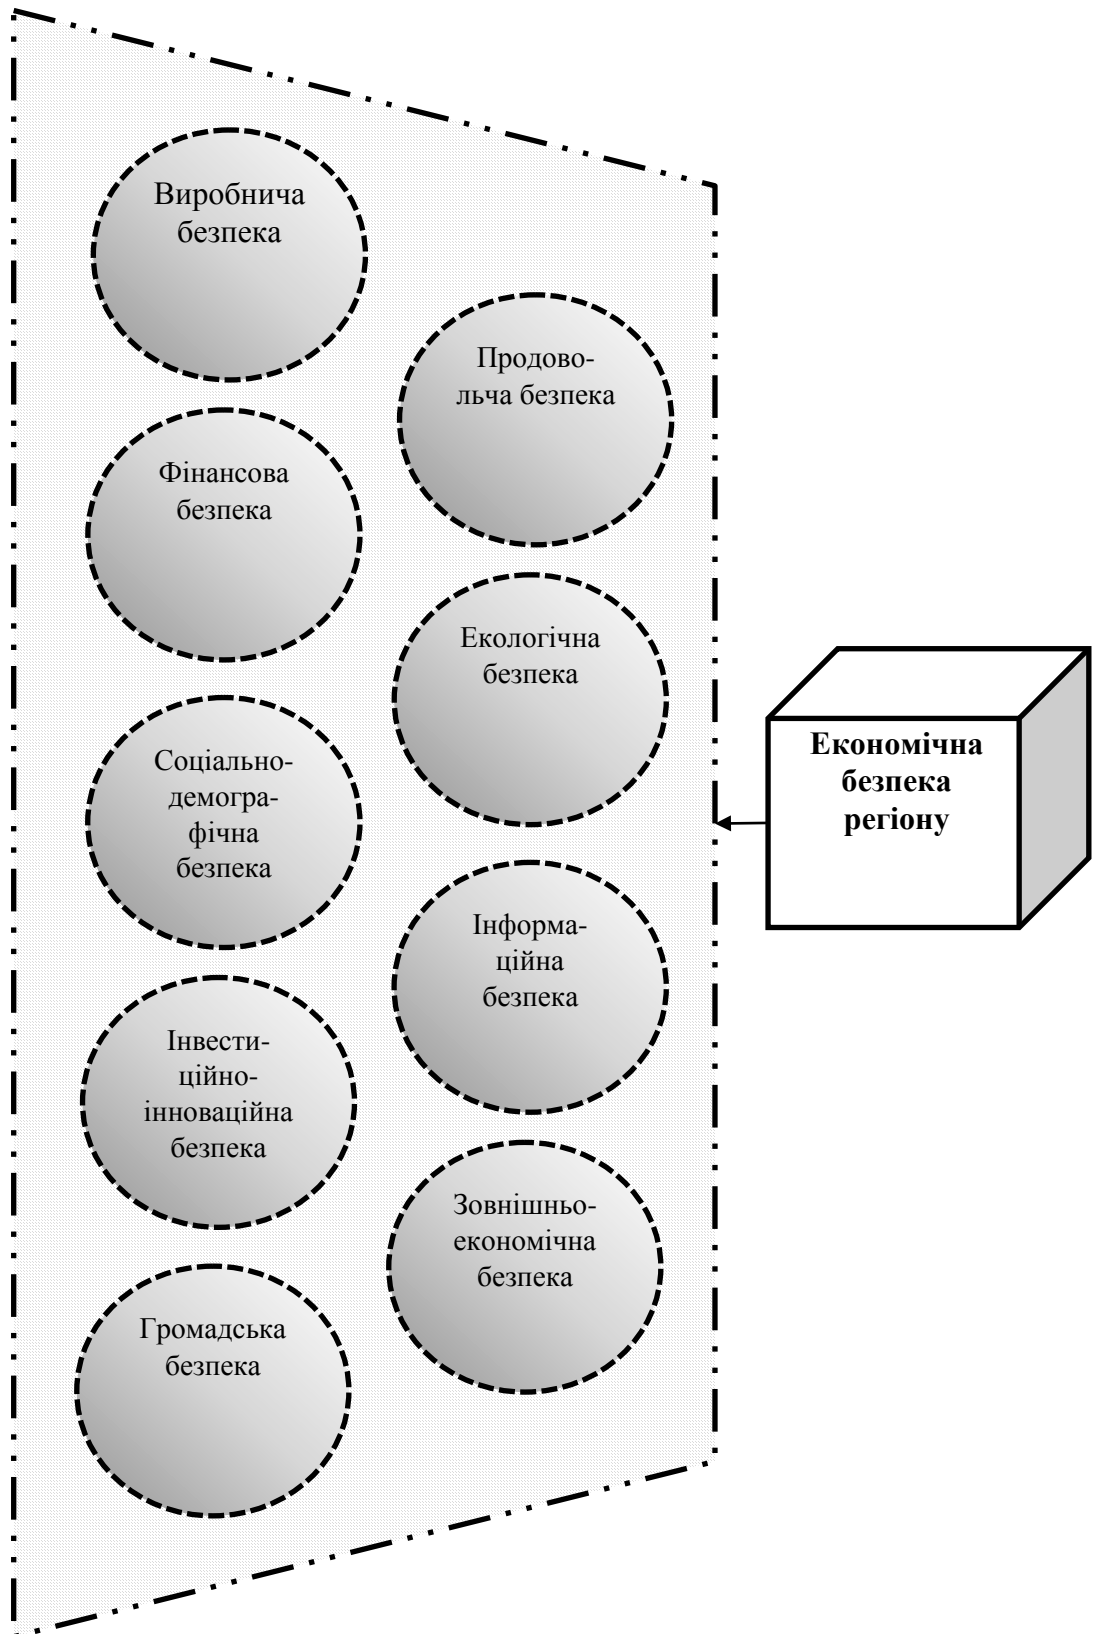 Виробнича
безпека
Продово-
льча безпека
Фінансова
безпека
Екологічна
безпека
Соціально-
демогра-
фічна
безпека
Економічна
безпека
регіону
Інформа-
ційна
безпека
Інвести-
ційно-
інноваційна
безпека
Зовнішньо-
економічна
безпека
Громадська
безпека